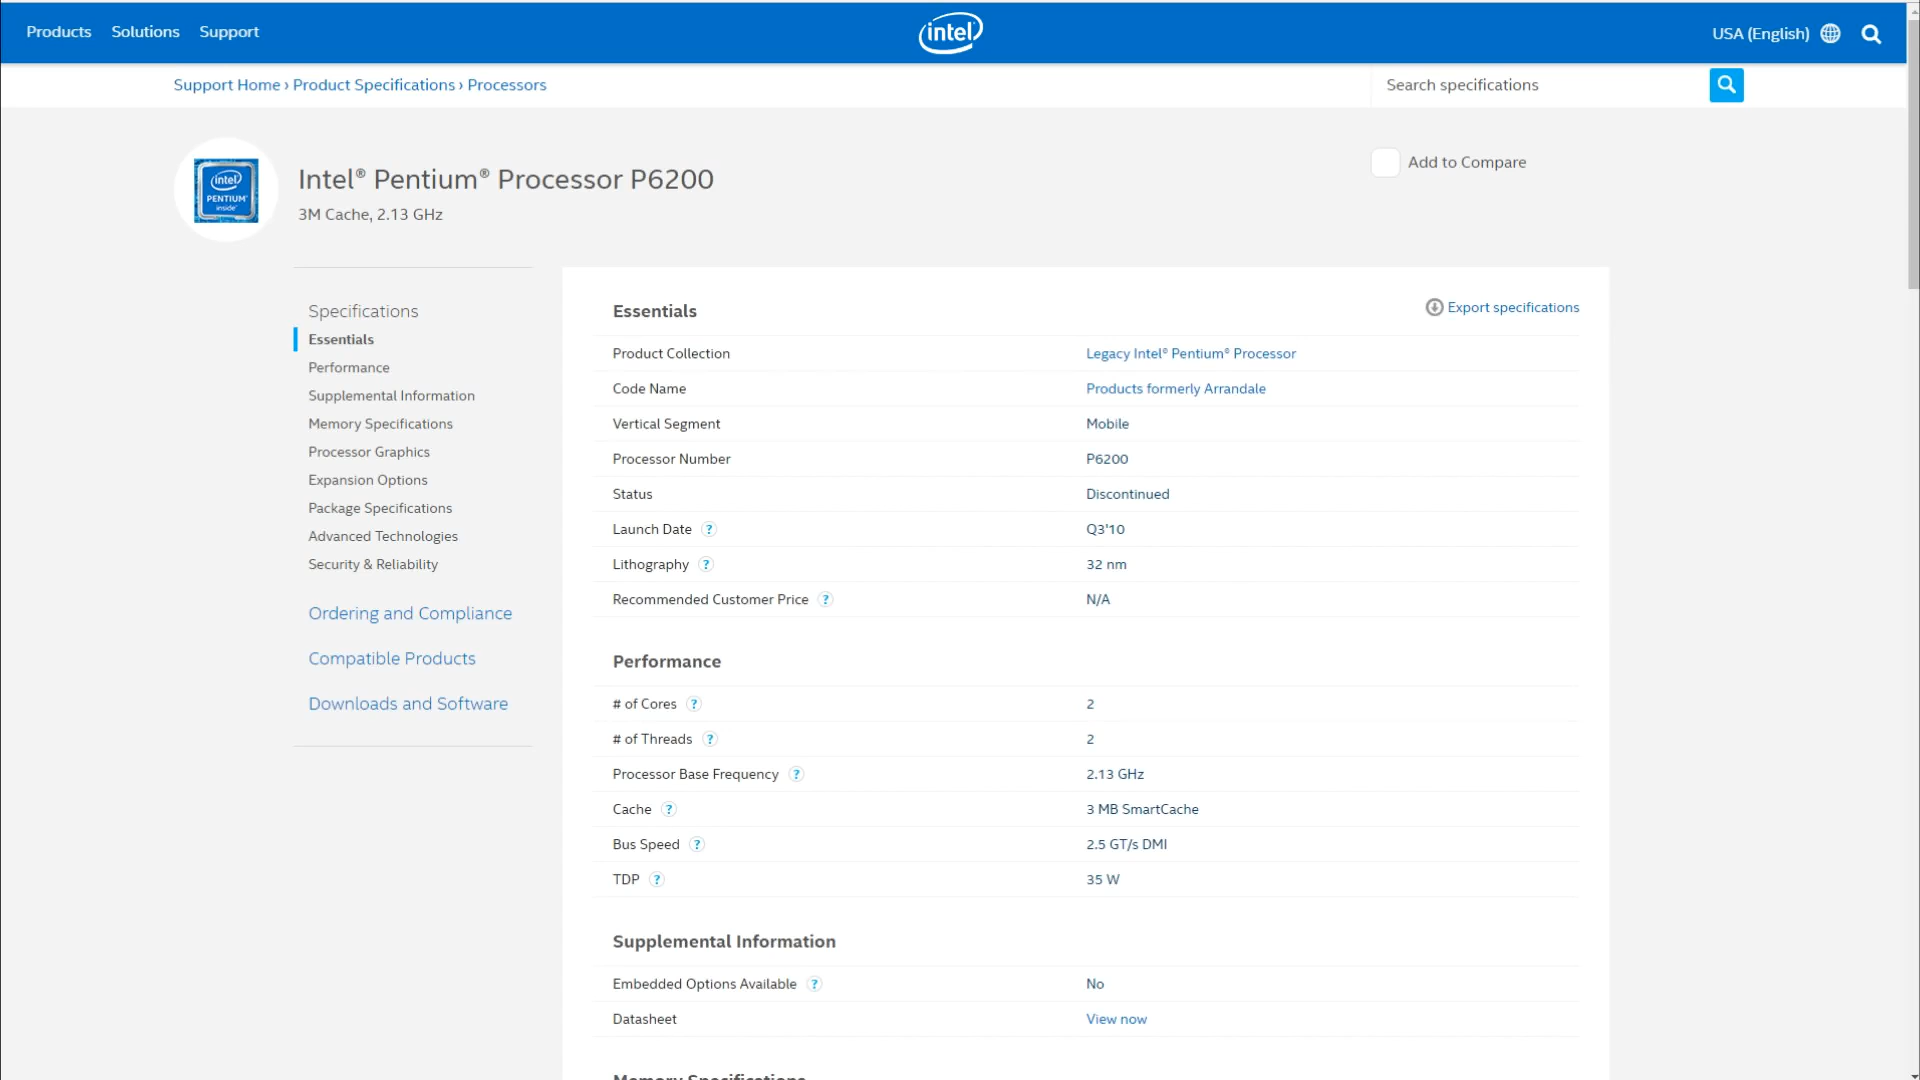 Products Solutions Support
intel
USA (English)
Support Home › Product Specifications › Processors
Search specifications
intel
PENTIUM®
inside™
Intel® Pentium® Processor P6200
3M Cache, 2.13 GHz
Add to Compare
Specifications
Essentials
Performance
Supplemental Information
Memory Specifications
Processor Graphics
Expansion Options
Package Specifications
Advanced Technologies
Security & Reliability
Ordering and Compliance
Compatible Products
Downloads and Software
Essentials
Export specifications
Product Collection Legacy Intel® Pentium® Processor
Code Name Products formerly Arrandale
Vertical Segment Mobile
Processor Number P6200
Status Discontinued
Launch Date ? Q3'10
Lithography ? 32 nm
Recommended Customer Price ? N/A
Performance
# of Cores ? 2
# of Threads ? 2
Processor Base Frequency ? 2.13 GHz
Cache ? 3 MB SmartCache
Bus Speed ? 2.5 GT/s DMI
TDP ? 35 W
Supplemental Information
Embedded Options Available ? No
Datasheet View now
Memory Specifications